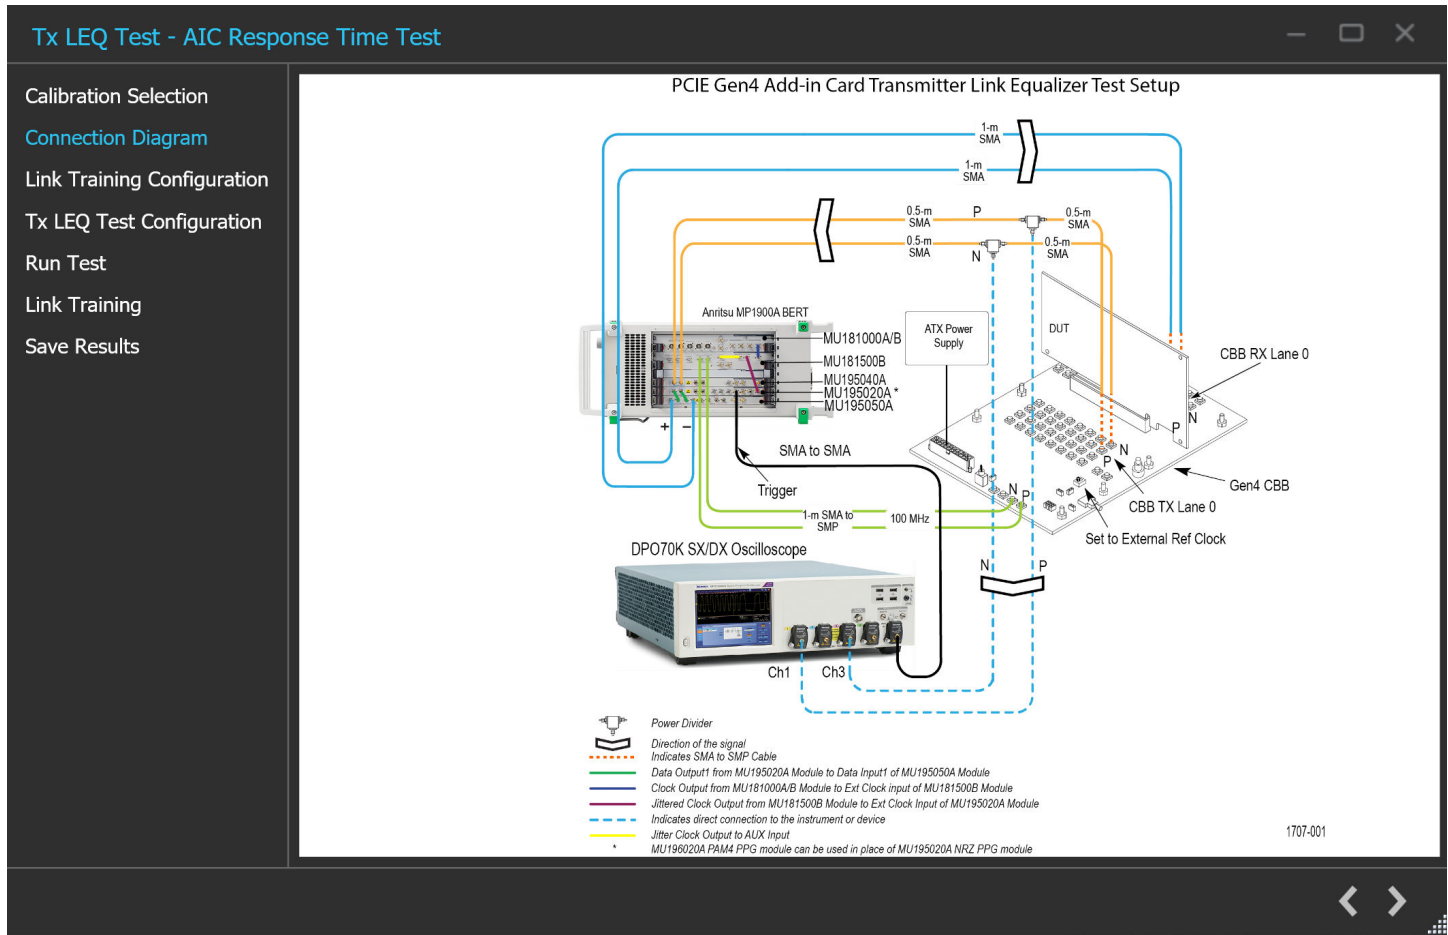 Tx LEQ Test - AIC Response Time Test
Calibration Selection
Connection Diagram
Link Training Configuration
Tx LEQ Test Configuration
Run Test
Link Training
Save Results
PCIE Gen4 Add-in Card Transmitter Link Equalizer Test Setup
1-m
SMA
1-m
SMA
0.5-m
SMA
P
0.5-m
SMA
0.5-m
SMA
N
0.5-m
SMA
Anritsu MP1900A BERT
MU181000A/B
MU181500B
MU195040A
MU195020A *
MU195050A
+
–
ATX Power
Supply
DUT
CBB RX Lane 0
N
P
N
P
Gen4 CBB
CBB TX Lane 0
Set to External Ref Clock
SMA to SMA
Trigger
N
P
1-m SMA to
SMP
100 MHz
DPO70K SX/DX Oscilloscope
N
P
Ch1
Ch3
Power Divider
Direction of the signal
Indicates SMA to SMP Cable
Data Output1 from MU195020A Module to Data Input1 of MU195050A Module
Clock Output from MU181000A/B Module to Ext Clock input of MU181500B Module
Jittered Clock Output from MU181500B Module to Ext Clock Input of MU195020A Module
Indicates direct connection to the instrument or device
Jitter Clock Output to AUX Input
* MU196020A PAM4 PPG module can be used in place of MU195020A NRZ PPG module
1707-001